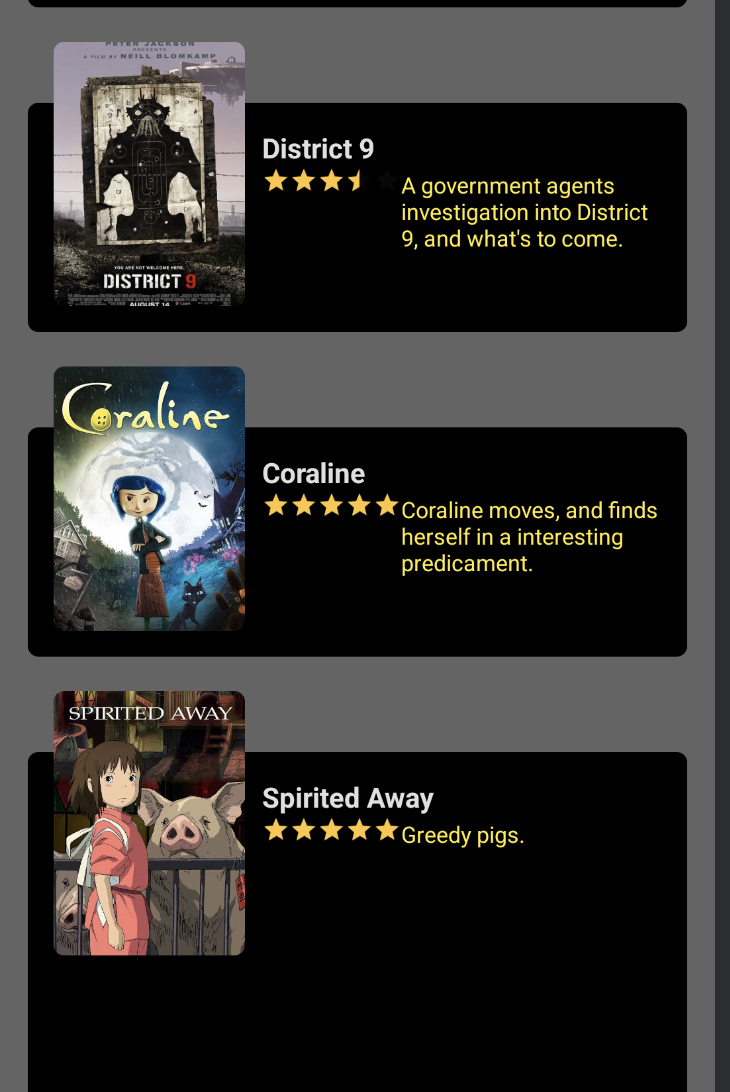 PETER JACKSON
PRESENTS
A FILM BY NEILL BLOMKAMP
YOU ARE NOT WELCOME HERE.
DISTRICT 9
AUGUST 14
District 9
A government agents
investigation into District
9, and what's to come.
Coraline
Coraline
Coraline moves, and finds
herself in a interesting
predicament.
SPIRITED AWAY
Spirited Away
Greedy pigs.